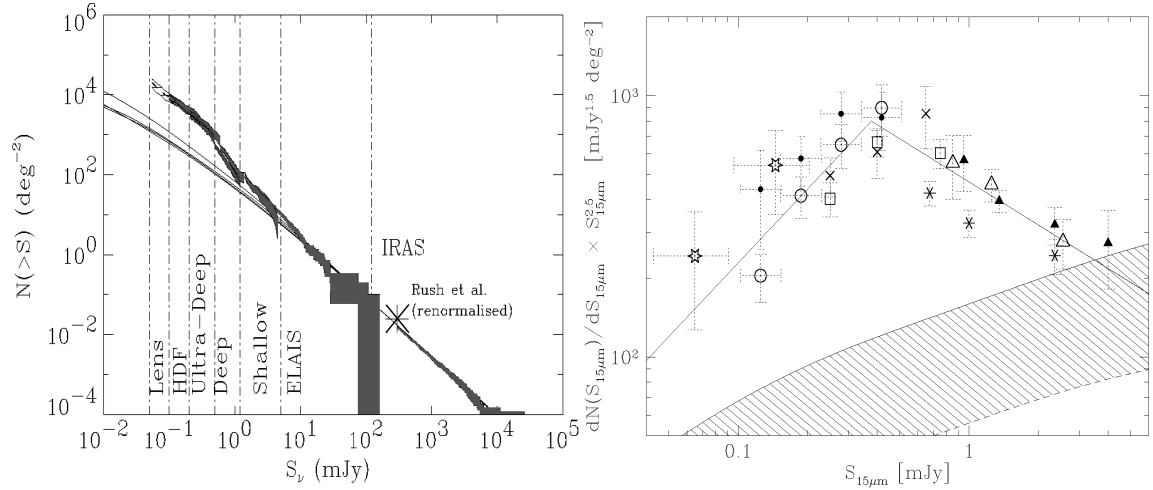 10^6
10^4
10^2
10^0
10^-2
10^-4
N(>S) (deg^-2)
IRAS
Rush et al.
(renormalised)
Lens
HDF
Ultra-Deep
Deep
Shallow
ELAIS
10^-2 10^-1 10^0 10^1 10^2 10^3 10^4 10^5
S_ν (mJy)
dN(S_15μm)/dS_15μm × S^2.5_15μm [mJy^1.5 deg^-2]
10^3
10^2
0.1 1
S_15μm [mJy]